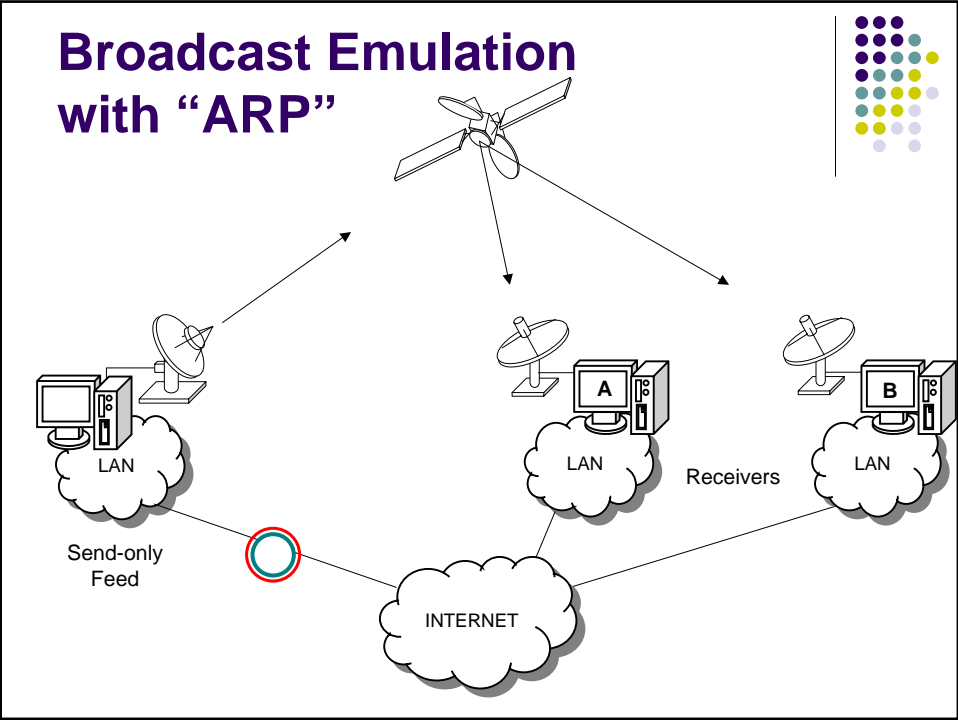 Broadcast Emulation
with “ARP”
A
B
LAN
LAN
Receivers
LAN
Send-only
Feed
INTERNET